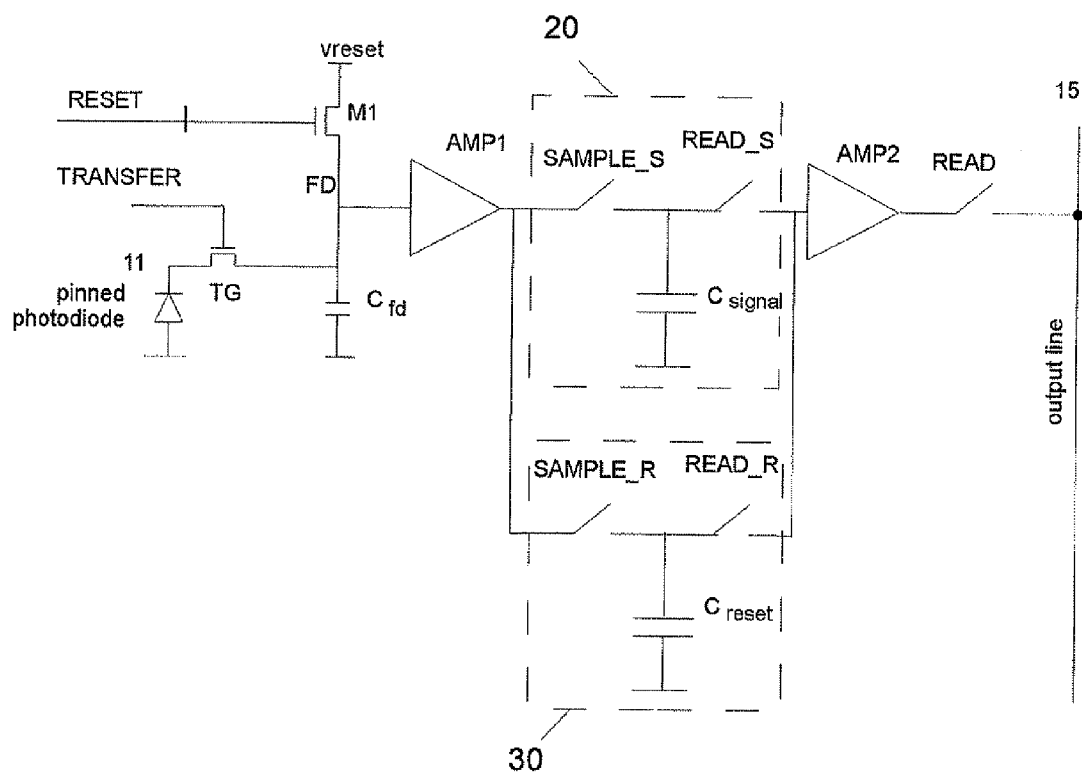 20
vreset
15
RESET
M1
AMP1
SAMPLE_S
READ_S
AMP2
READ
TRANSFER
FD
11
pinned
photodiode
TG
C fd
C signal
output line
SAMPLE_R
READ_R
C reset
30